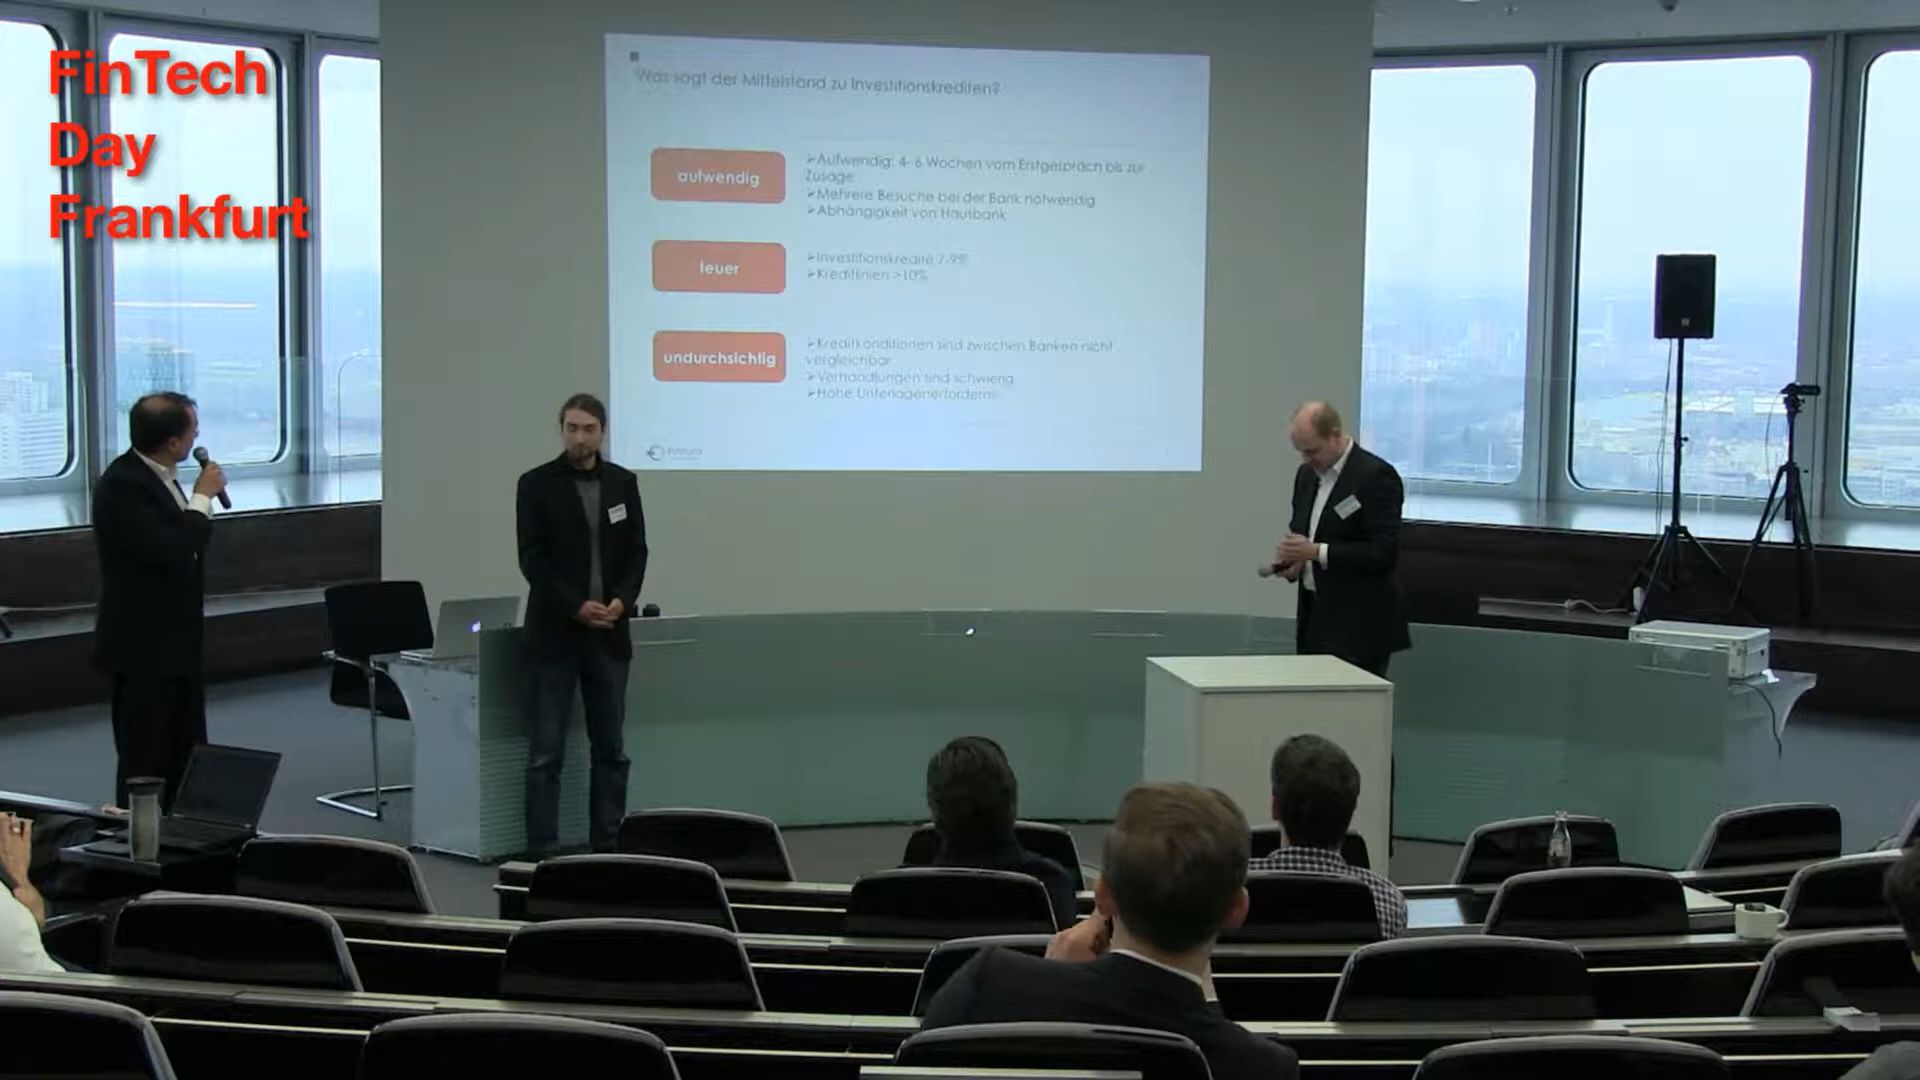 FinTech
Day
Frankfurt
Was sagt der Mittelstand zu Investitionskrediten?
aufwendig
➢Aufwendig: 4- 6 Wochen vom Erstgespräch bis zur
Zusage
➢Mehrere Besuche bei der Bank notwendig
➢Abhängigkeit von Hausbank
teuer
➢Investitionskredite 7-9%
➢Kreditlinien >10%
undurchsichtig
➢Kreditkonditionen sind zwischen Banken nicht
vergleichbar
➢Verhandlungen sind schwierig
➢Hohe